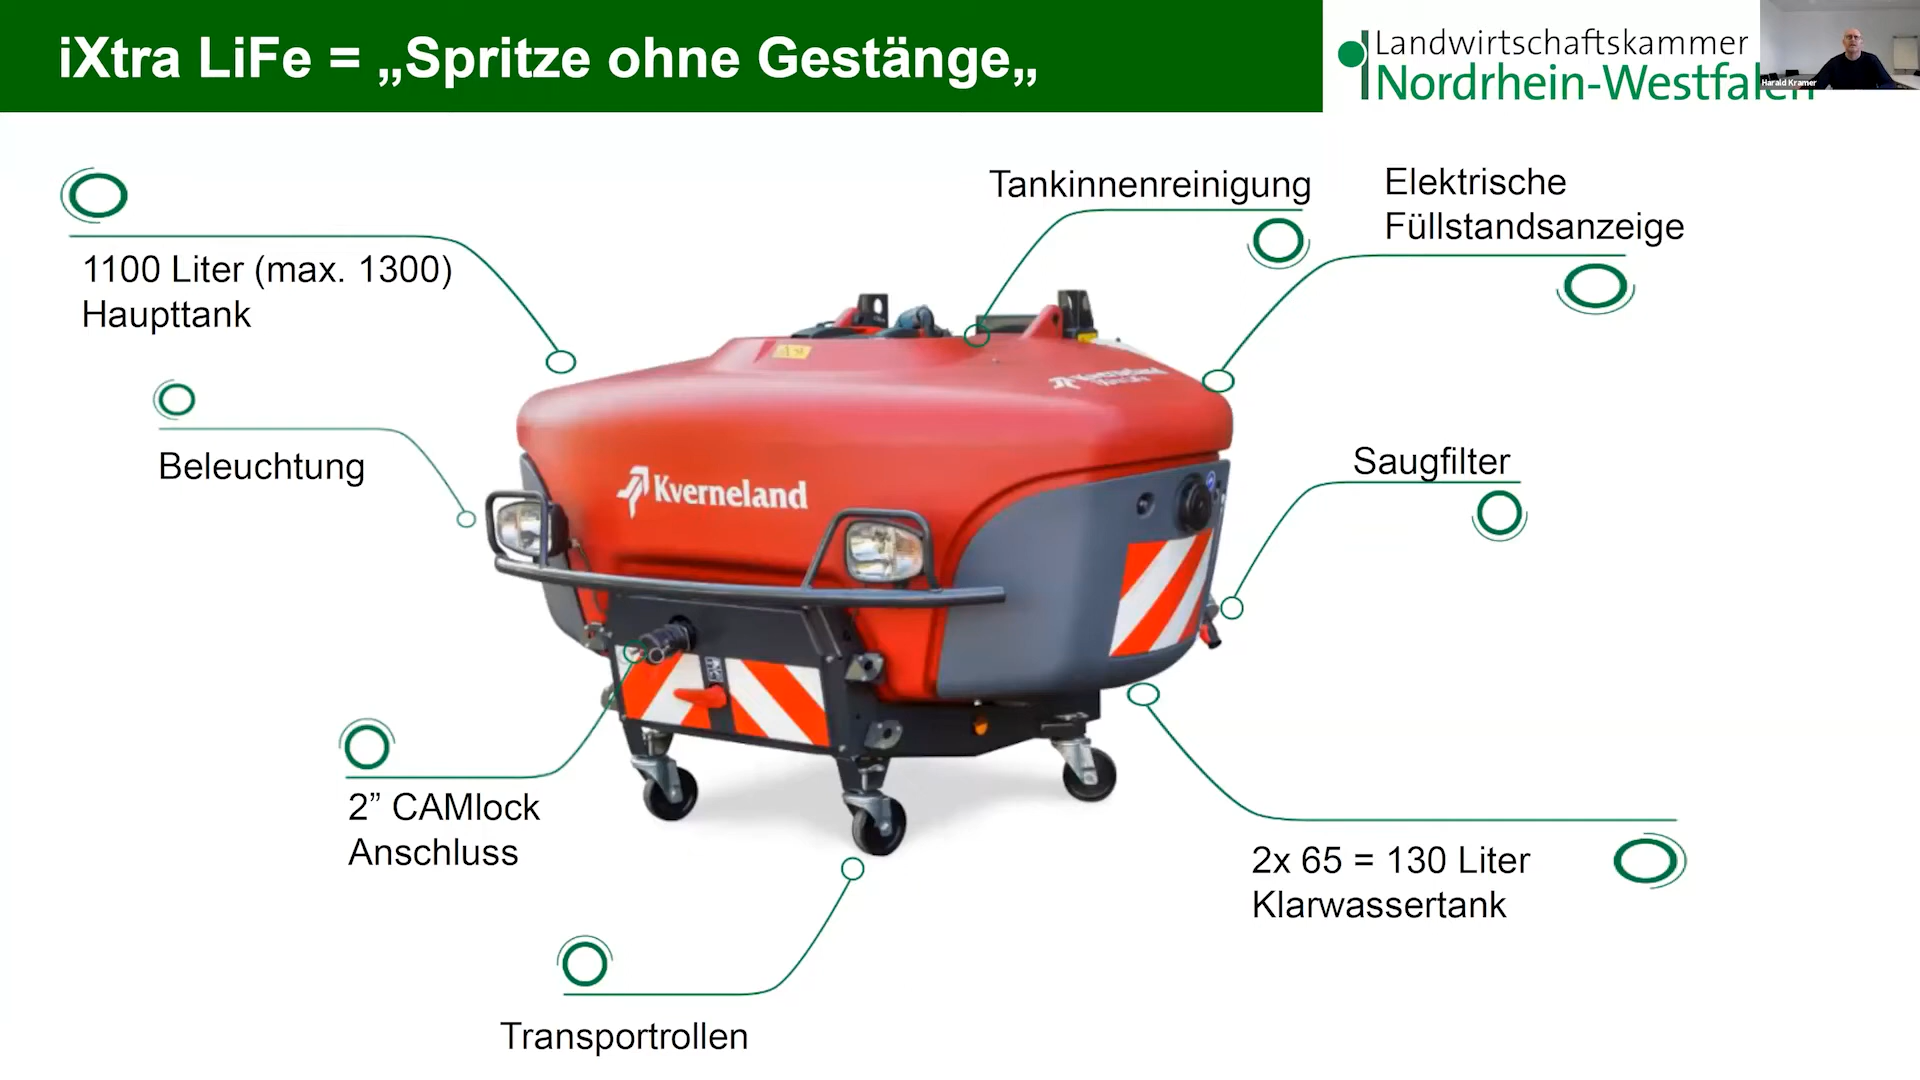 iXtra LiFe = „Spritze ohne Gestänge„
Landwirtschaftskammer
Nordrhein-Westfalen
Harald Kramer
Tankinnenreinigung
Elektrische
Füllstandsanzeige
1100 Liter (max. 1300)
Haupttank
Beleuchtung
Saugfilter
Kverneland
Kverneland
2” CAMlock
Anschluss
2x 65 = 130 Liter
Klarwassertank
Transportrollen